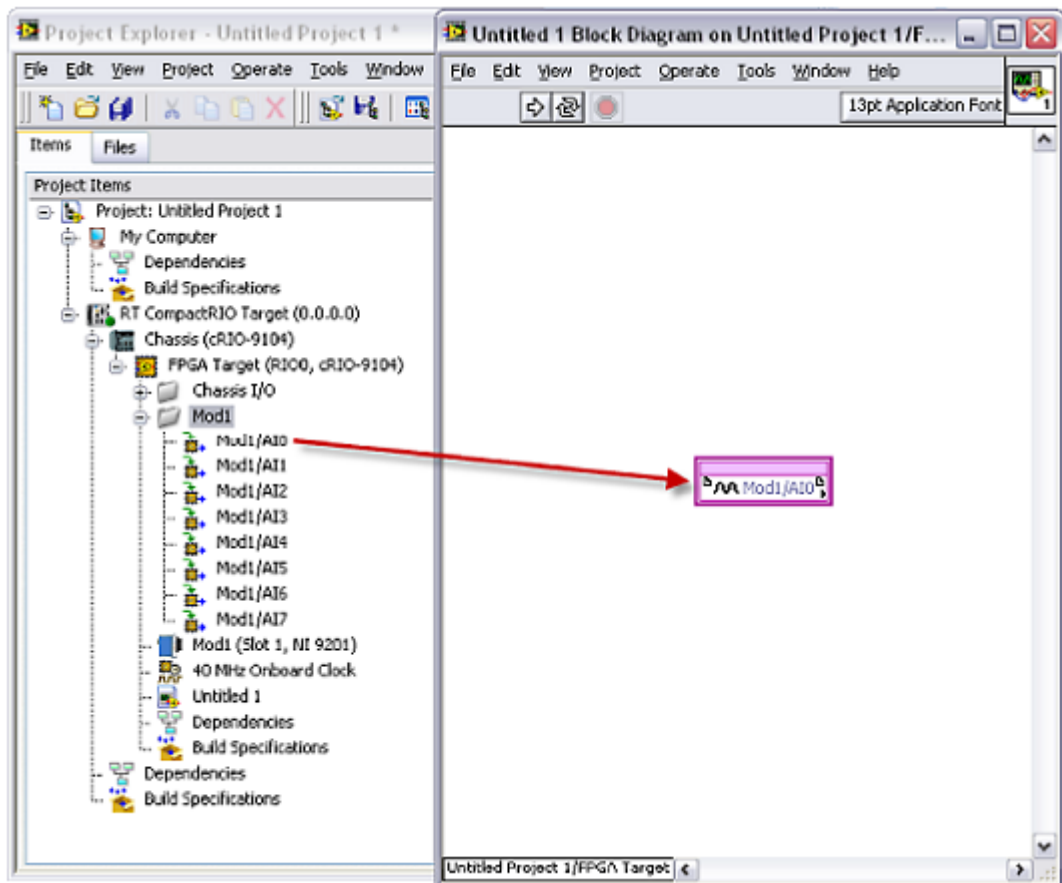 Project Explorer - Untitled Project 1 *
File Edit View Project Operate Tools Window
Items Files
Project Items
Project: Untitled Project 1
My Computer
Dependencies
Build Specifications
RT CompactRIO Target (0.0.0.0)
Chassis (cRIO-9104)
FPGA Target (RIO0, cRIO-9104)
Chassis I/O
Mod1
Mod1/AI0
Mod1/AI1
Mod1/AI2
Mod1/AI3
Mod1/AI4
Mod1/AI5
Mod1/AI6
Mod1/AI7
Mod1 (Slot 1, NI 9201)
40 MHz Onboard Clock
Untitled 1
Dependencies
Build Specifications
Dependencies
Build Specifications
Untitled 1 Block Diagram on Untitled Project 1/F...
File Edit View Project Operate Tools Window Help
13pt Application Font
1
Mod1/AI0
Untitled Project 1/FPGA Target